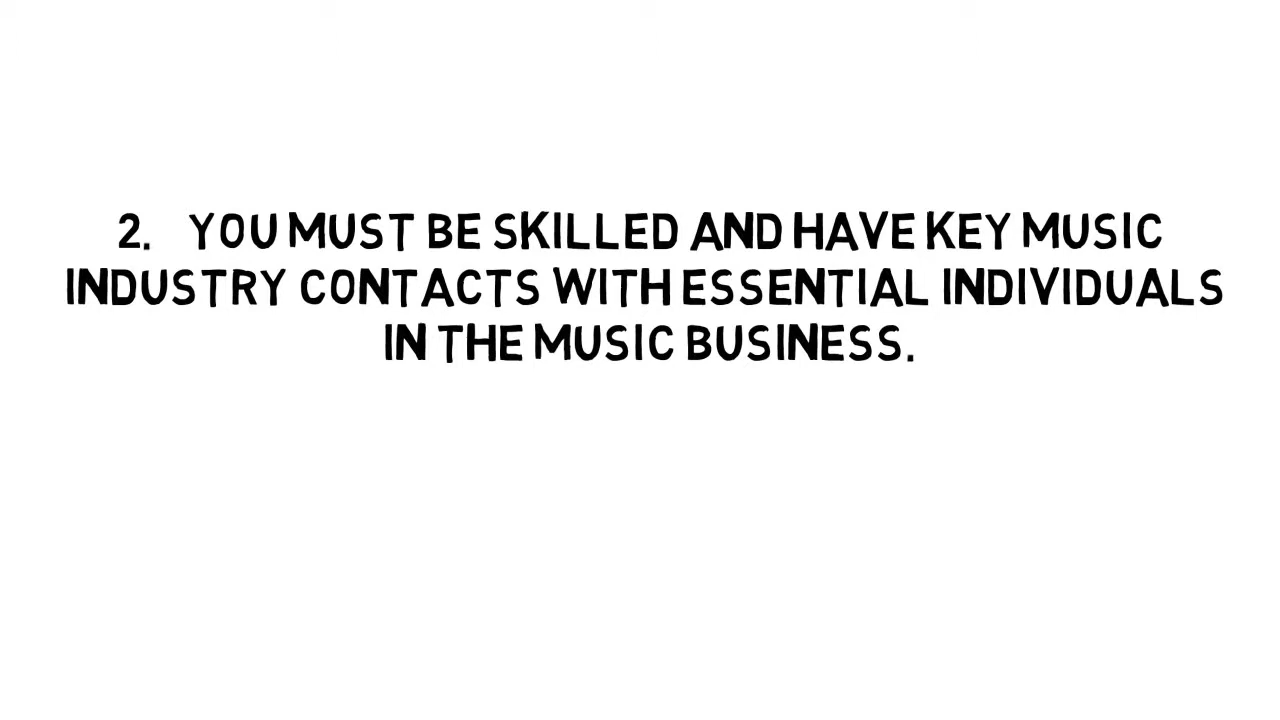 2. YOU MUST BE SKILLED AND HAVE KEY MUSIC
INDUSTRY CONTACTS WITH ESSENTIAL INDIVIDUALS
IN THE MUSIC BUSINESS.